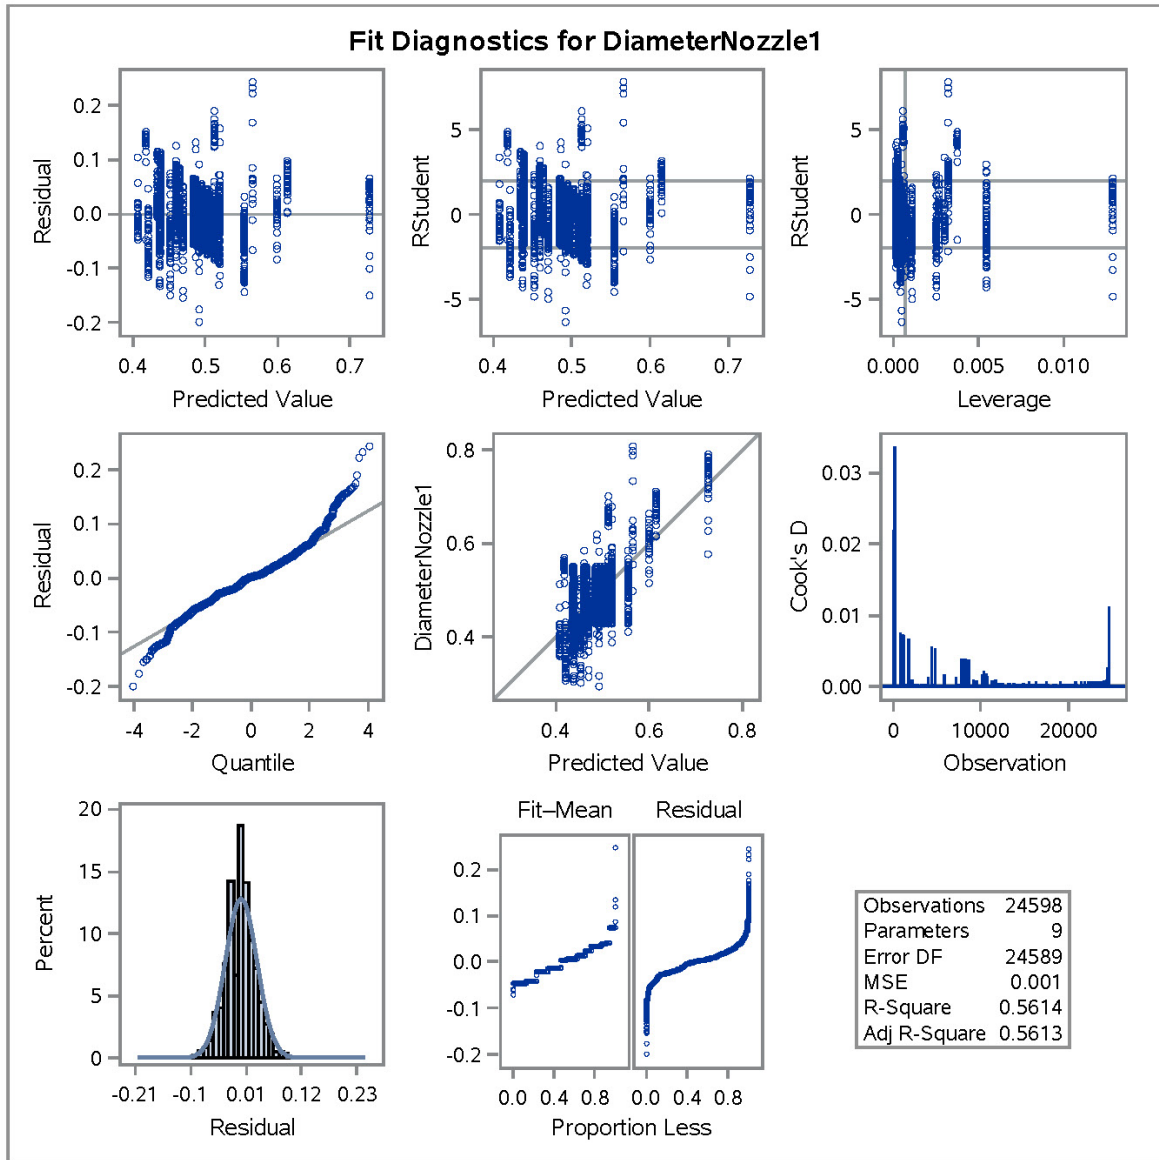 Fit Diagnostics for DiameterNozzle1
Residual
0.2
0.1
0.0
-0.1
-0.2
0.4 0.5 0.6 0.7
Predicted Value
RStudent
5
0
-5
0.4 0.5 0.6 0.7
Predicted Value
RStudent
5
0
-5
0.000 0.005 0.010
Leverage
Residual
0.2
0.1
0.0
-0.1
-0.2
-4 -2 0 2 4
Quantile
DiameterNozzle1
0.8
0.6
0.4
0.4 0.6 0.8
Predicted Value
Cook's D
0.03
0.02
0.01
0.00
0 10000 20000
Observation
Percent
20
15
10
5
0
-0.21 -0.1 0.01 0.12 0.23
Residual
Fit–Mean Residual
0.2
0.1
0.0
-0.1
-0.2
0.0 0.4 0.8 0.0 0.4 0.8
Proportion Less
Observations 24598
Parameters 9
Error DF 24589
MSE 0.001
R-Square 0.5614
Adj R-Square 0.5613